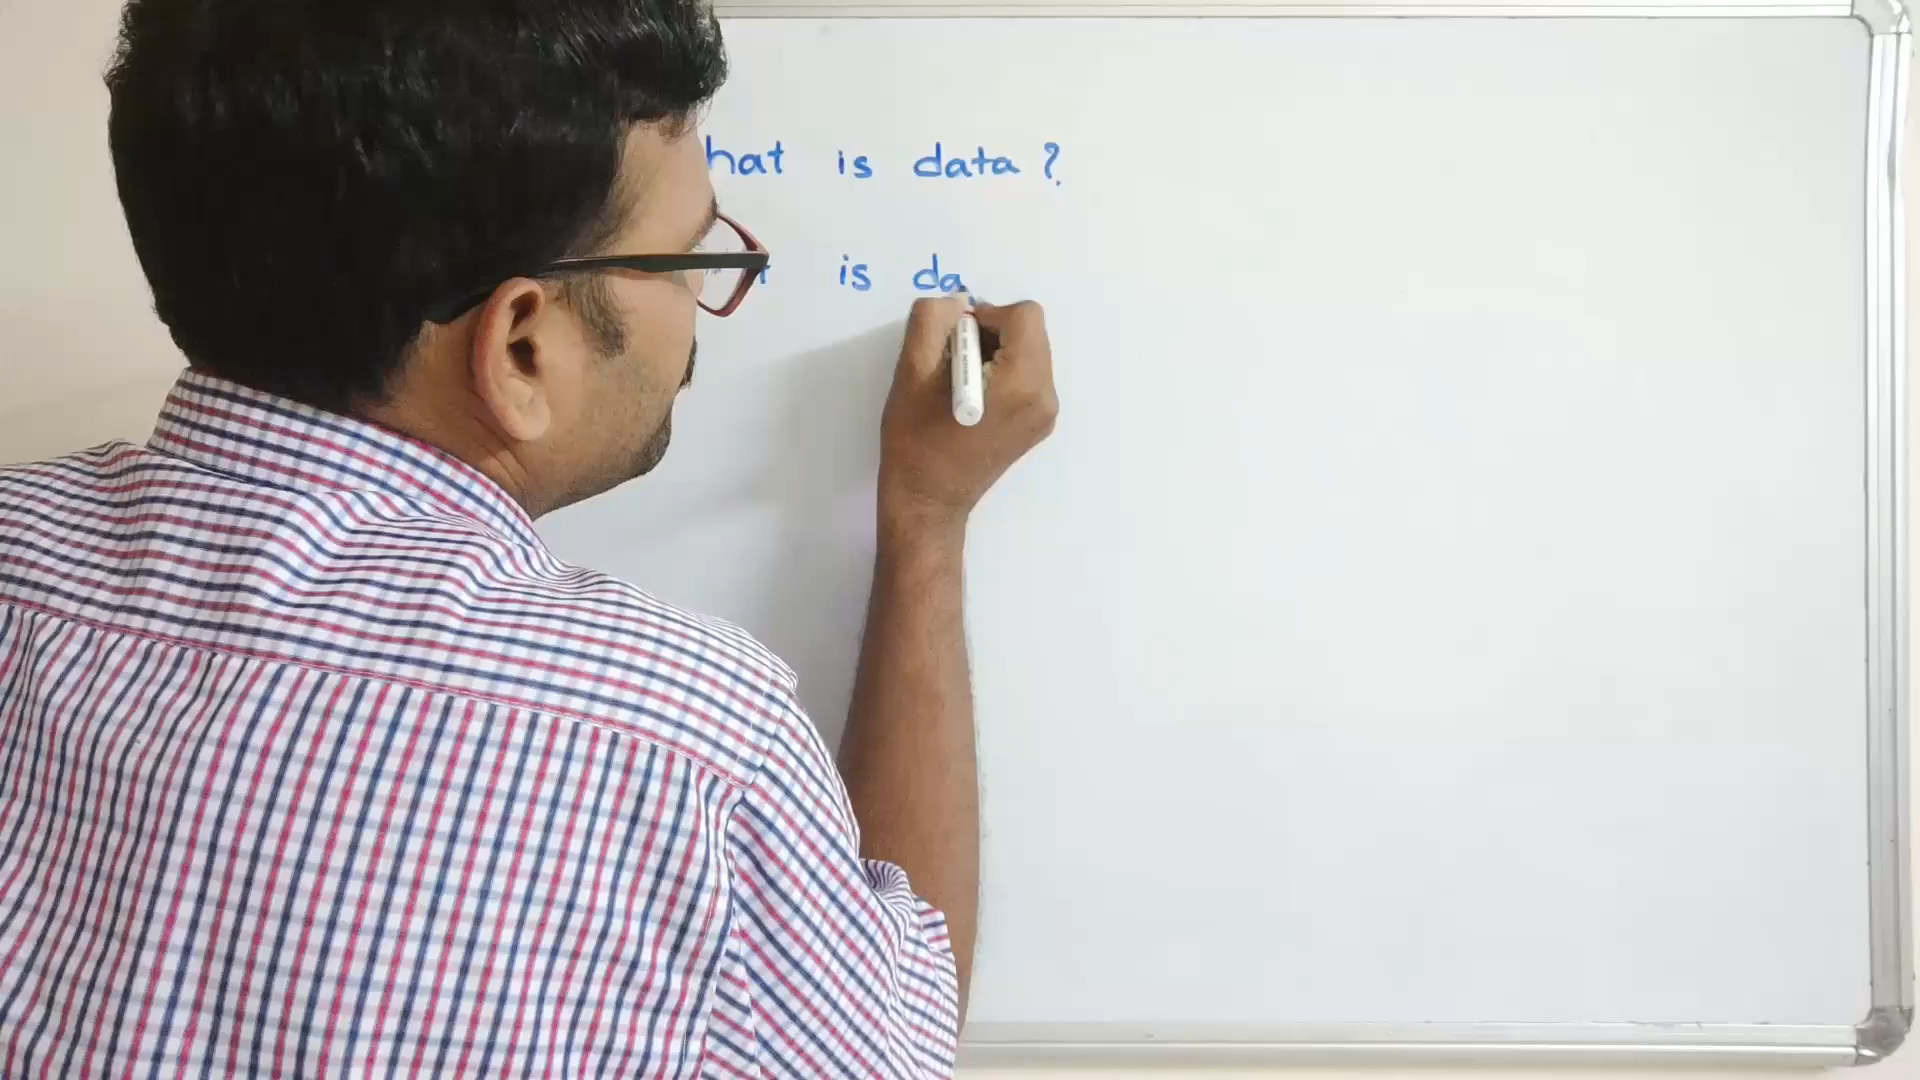 hat is data?
is da